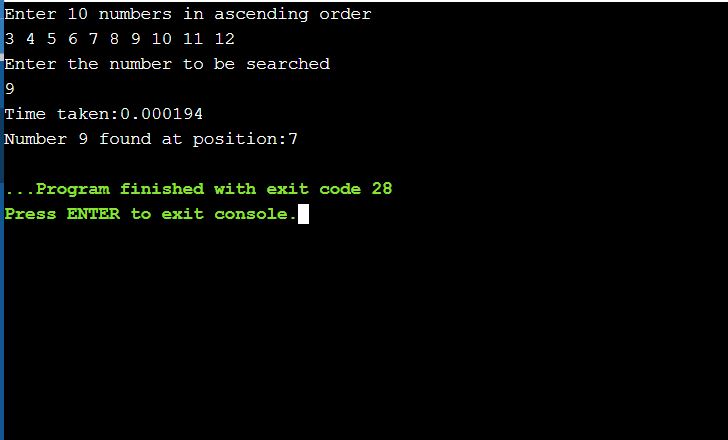 Enter 10 numbers in ascending order
3 4 5 6 7 8 9 10 11 12
Enter the number to be searched
9
Time taken:0.000194
Number 9 found at position:7
...Program finished with exit code 28
Press ENTER to exit console.